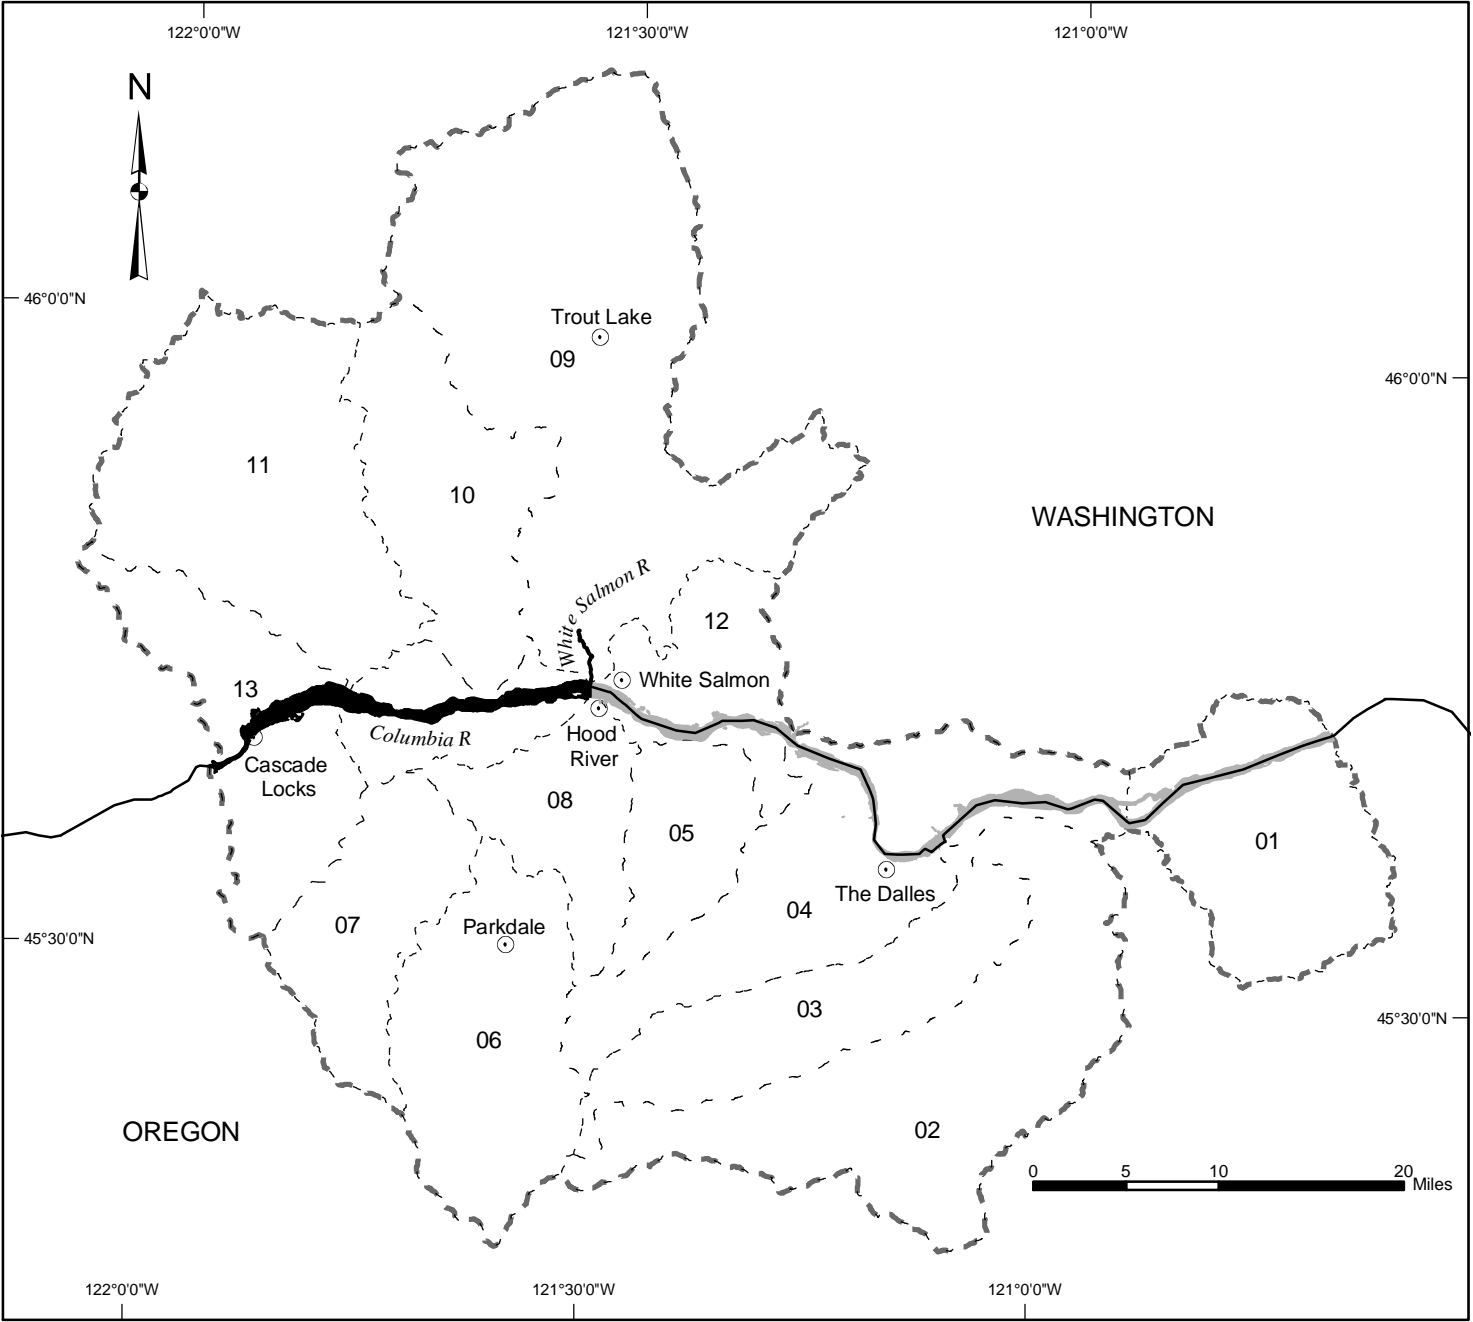 122°0'0"W
121°30'0"W
121°0'0"W
N
46°0'0"N
Trout Lake
09
46°0'0"N
11
10
WASHINGTON
White Salmon R
12
White Salmon
13
Columbia R
Hood
River
Cascade
Locks
08
05
01
The Dalles
04
07
Parkdale
45°30'0"N
03
45°30'0"N
06
OREGON
02
0 5 10 20
Miles
122°0'0"W
121°30'0"W
121°0'0"W